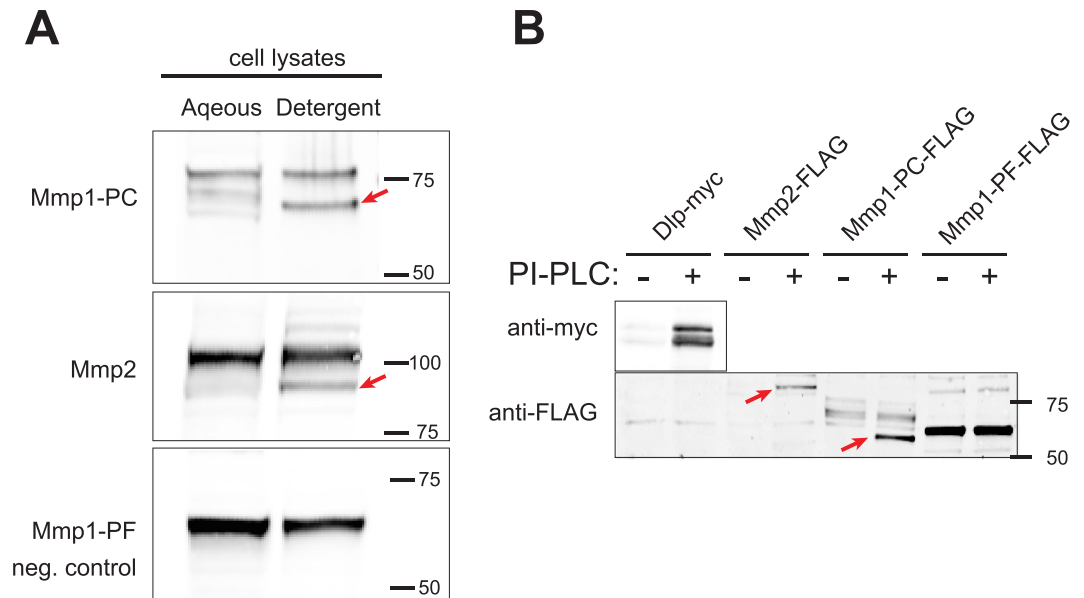 A
cell lysates
Aqeous Detergent
Mmp1-PC
75
50
Mmp2
100
75
Mmp1-PF
neg. control
75
50
B
Dlp-myc
Mmp2-FLAG
Mmp1-PC-FLAG
Mmp1-PF-FLAG
PI-PLC: - + - + - + - +
anti-myc
anti-FLAG
75
50